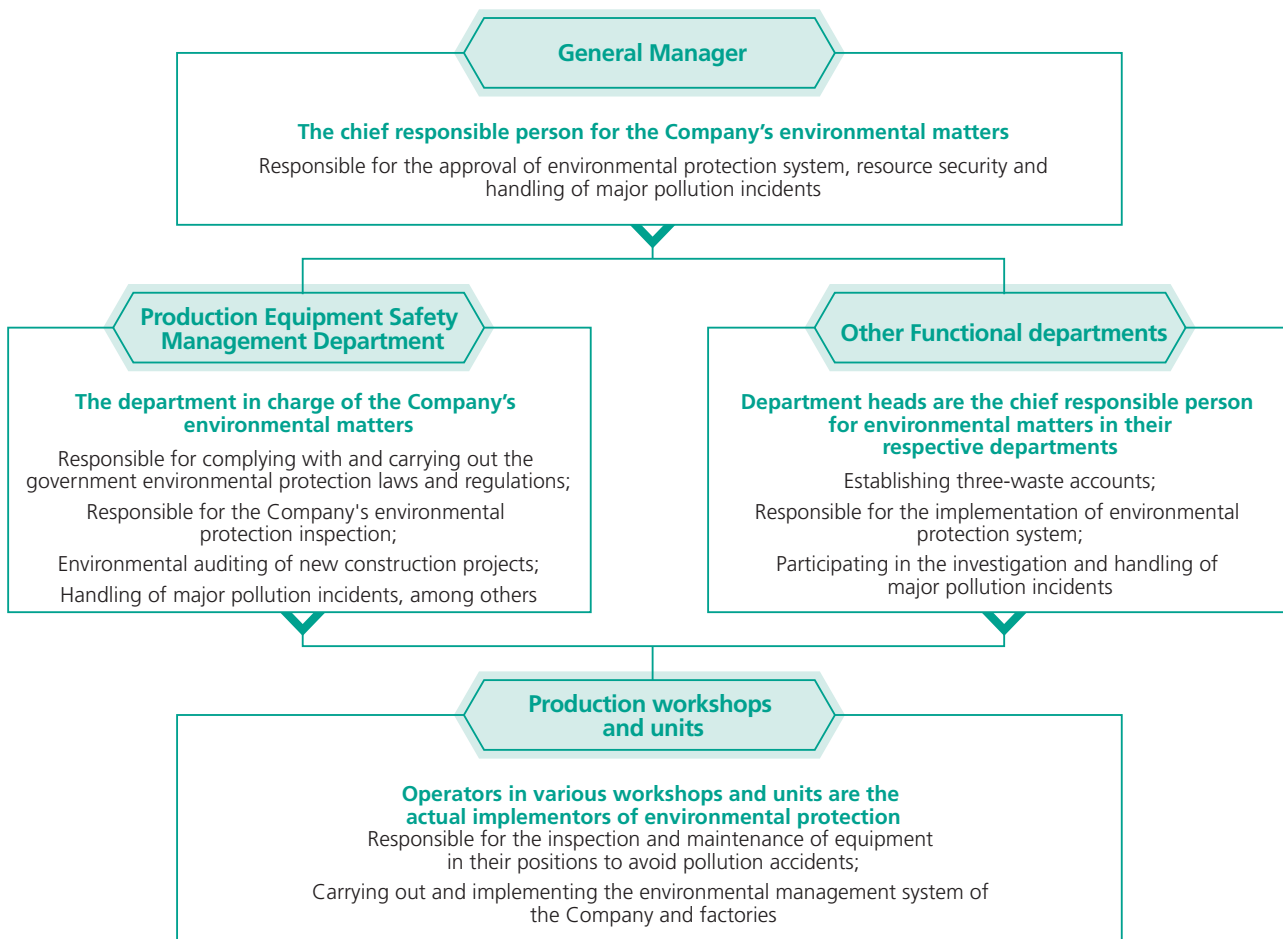 General Manager
The chief responsible person for the Company’s environmental matters
Responsible for the approval of environmental protection system, resource security and
handling of major pollution incidents
Production Equipment Safety
Management Department
The department in charge of the Company’s
environmental matters
Responsible for complying with and carrying out the
government environmental protection laws and regulations;
Responsible for the Company's environmental
protection inspection;
Environmental auditing of new construction projects;
Handling of major pollution incidents, among others
Other Functional departments
Department heads are the chief responsible person
for environmental matters in their
respective departments
Establishing three-waste accounts;
Responsible for the implementation of environmental
protection system;
Participating in the investigation and handling of
major pollution incidents
Production workshops
and units
Operators in various workshops and units are the
actual implementors of environmental protection
Responsible for the inspection and maintenance of equipment
in their positions to avoid pollution accidents;
Carrying out and implementing the environmental management system of
the Company and factories